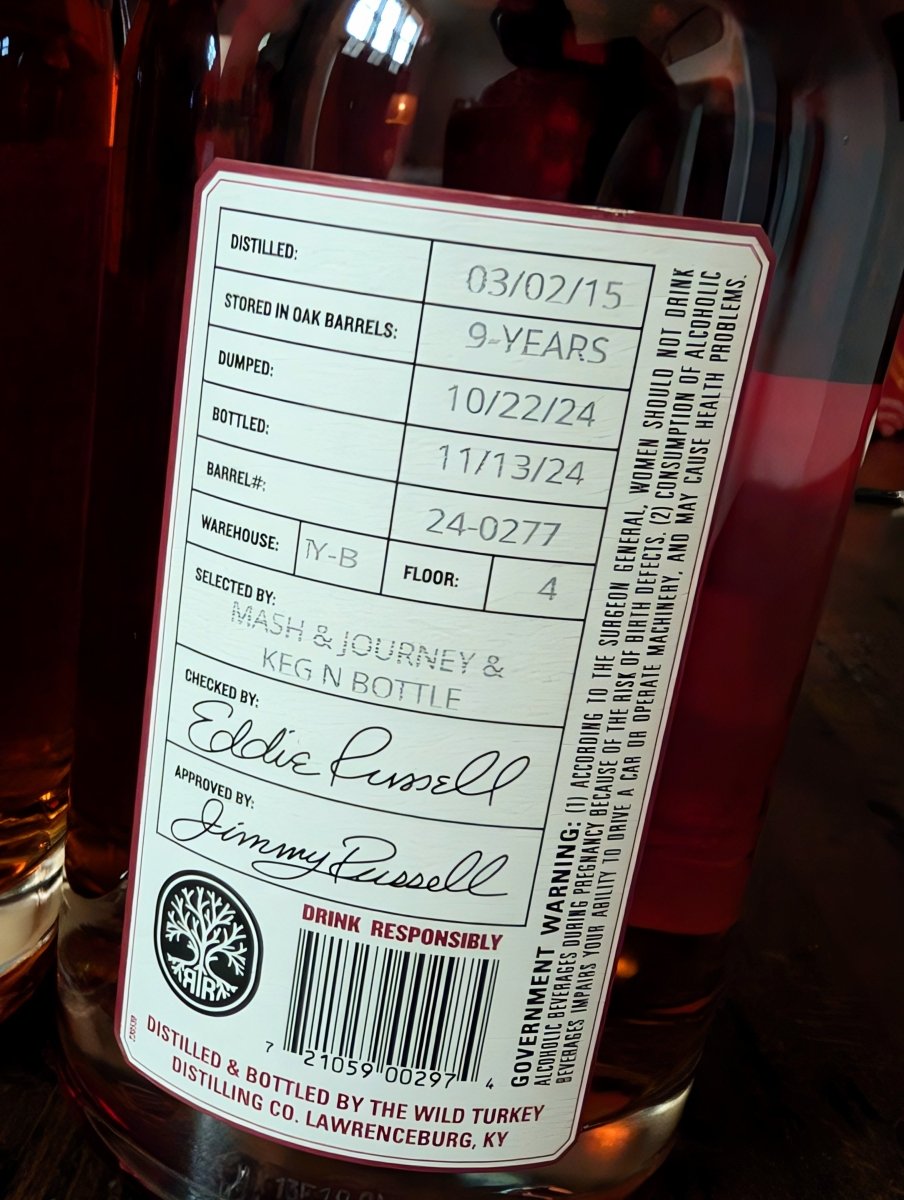 DISTILLED: 03/02/15
STORED IN OAK BARRELS: 9-YEARS
DUMPED: 10/22/24
BOTTLED: 11/13/24
BARREL#: 24-0277
WAREHOUSE: TY-B FLOOR: 4
SELECTED BY:
MASH & JOURNEY &
KEG N BOTTLE
CHECKED BY:
Eddie Russell
APPROVED BY:
Jimmy Russell
DRINK RESPONSIBLY
7 21059 00297 4
DISTILLED & BOTTLED BY THE WILD TURKEY
DISTILLING CO. LAWRENCEBURG, KY
GOVERNMENT WARNING: (1) ACCORDING TO THE SURGEON GENERAL, WOMEN SHOULD NOT DRINK
ALCOHOLIC BEVERAGES DURING PREGNANCY BECAUSE OF THE RISK OF BIRTH DEFECTS. (2) CONSUMPTION OF ALCOHOLIC
BEVERAGES IMPAIRS YOUR ABILITY TO DRIVE A CAR OR OPERATE MACHINERY, AND MAY CAUSE HEALTH PROBLEMS.